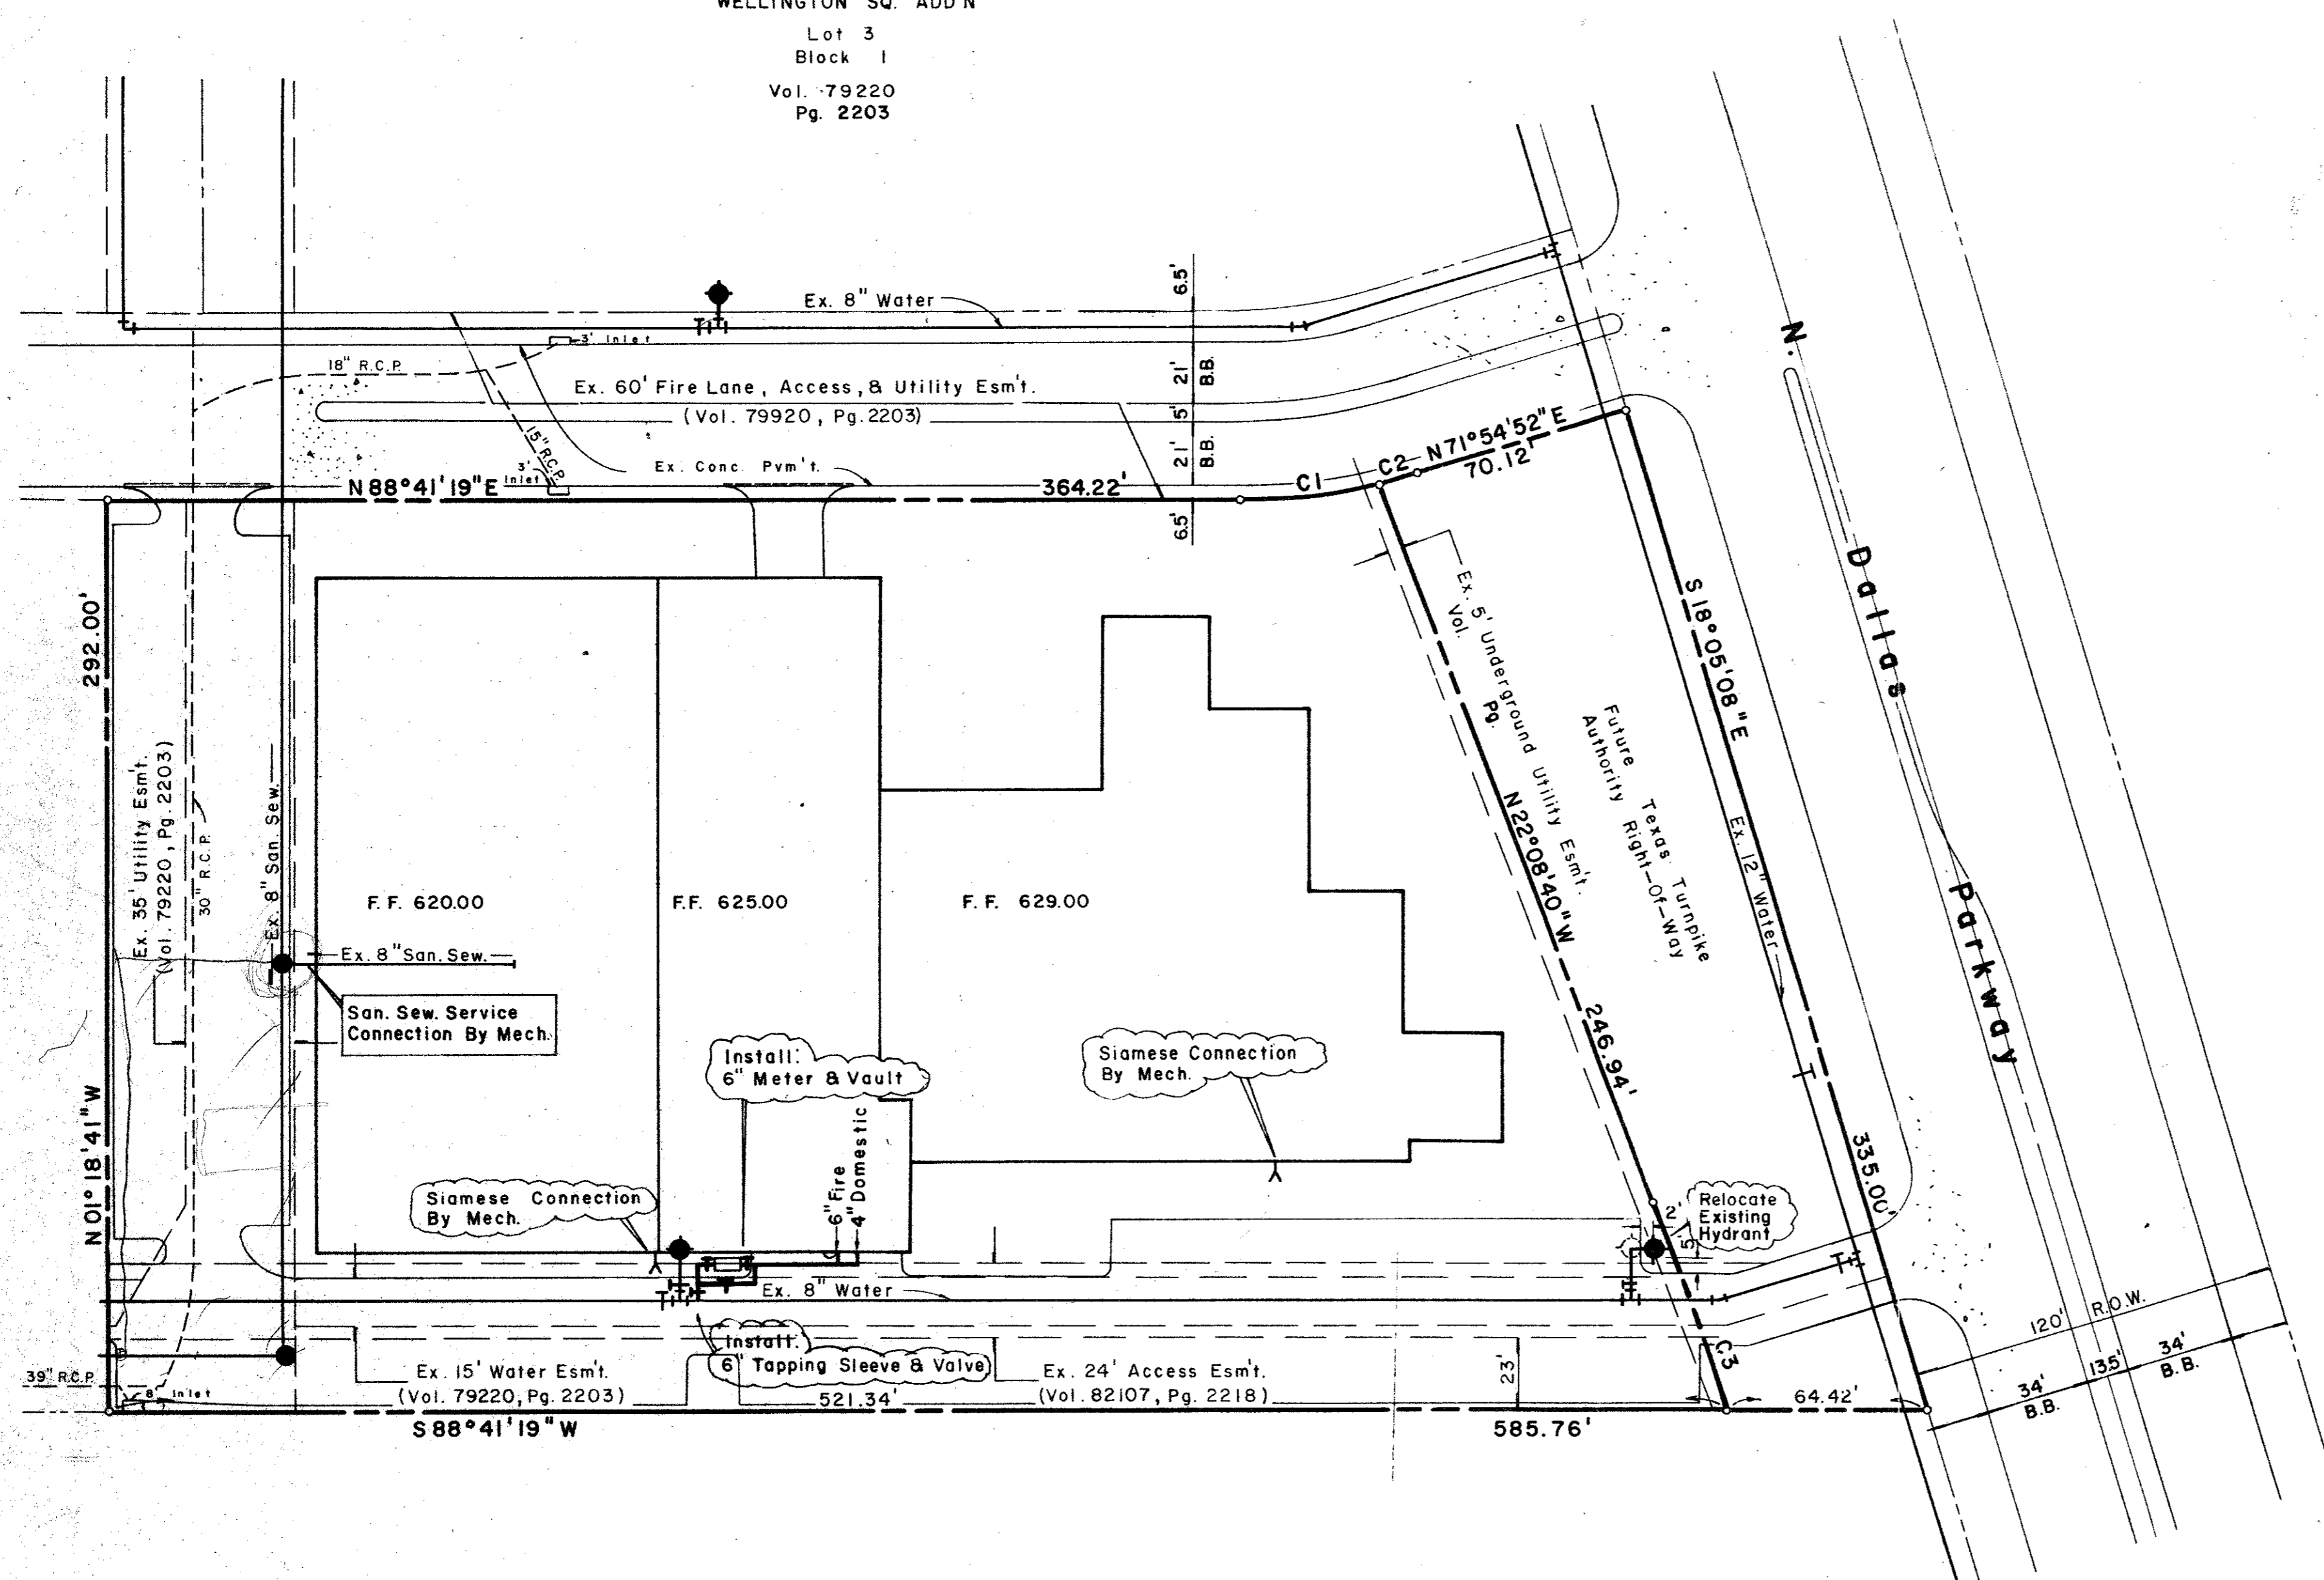 WELLINGTON SQ. ADD'N
Lot 3
Block 1
Vol. 79220
Pg. 2203
Ex. 8" Water
6.5'
3' Inlet
18" R.C.P.
21'
B.B.
Ex. 60' Fire Lane, Access, & Utility Esm't.
(Vol. 79920, Pg. 2203)
5'
15" R.C.P.
21'
B.B.
Ex. Conc. Pvm't.
3'
Inlet
N 88°41'19" E
364.22'
C1
C2
N 71°54'52" E
70.12'
6.5'
N. Dallas Parkway
292.00'
N 01°18'41" W
Ex. 35' Utility Esm't.
(Vol. 79220, Pg. 2203)
30" R.C.P.
Ex. 8" San. Sew.
Ex. 5' Underground Utility Esm't.
Vol. Pg.
S 18°05'08" E
Future Texas Turnpike
Authority Right-Of-Way
N 22°08'40" W
246.94'
Ex. 12" Water
335.00'
F. F. 620.00
F.F. 625.00
F. F. 629.00
Ex. 8" San. Sew.
San. Sew. Service
Connection By Mech.
Install:
6" Meter & Vault
Siamese Connection
By Mech.
6" Fire
4" Domestic
Siamese Connection
By Mech.
Relocate
Existing
Hydrant
2'
5'
Ex. 8" Water
Install:
6" Tapping Sleeve & Valve
Ex. 15' Water Esm't.
(Vol. 79220, Pg. 2203)
Ex. 24' Access Esm't.
(Vol. 82107, Pg. 2218)
23'
C3
39" R.C.P.
8' Inlet
521.34'
64.42'
S 88°41'19" W
585.76'
120' R.O.W.
34'
B.B.
13.5'
34'
B.B.